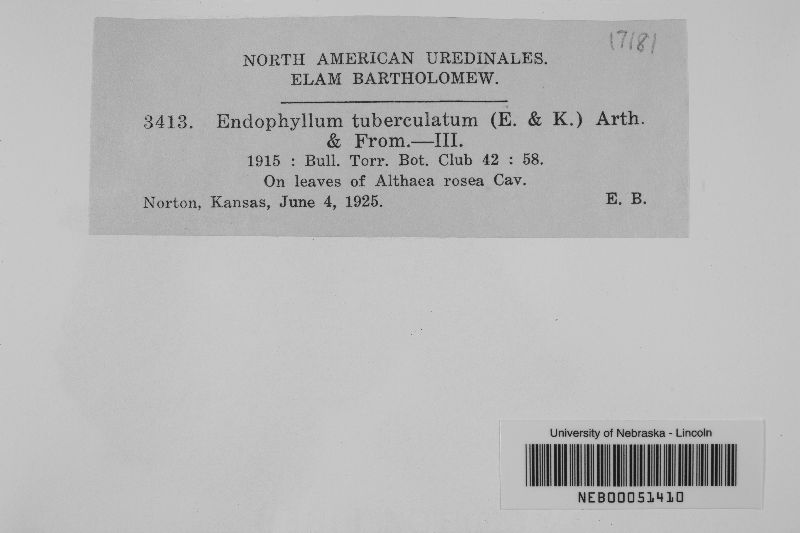 17181
NORTH AMERICAN UREDINALES.
ELAM BARTHOLOMEW.
3413. Endophyllum tuberculatum (E. & K.) Arth.
& From.—III.
1915 : Bull. Torr. Bot. Club 42 : 58.
On leaves of Althaea rosea Cav.
Norton, Kansas, June 4, 1925. E. B.
University of Nebraska - Lincoln
NEB00051410